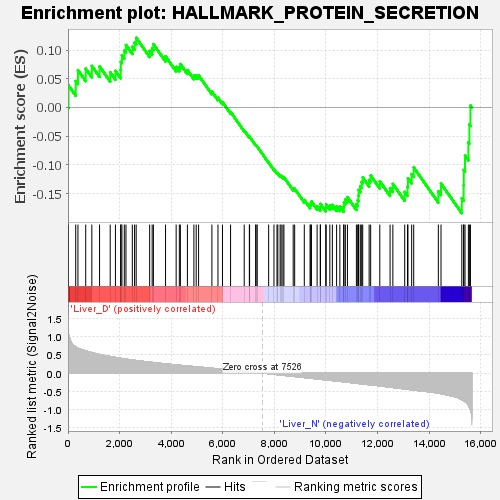 Enrichment plot: HALLMARK_PROTEIN_SECRETION
Enrichment score (ES)
0.10
0.05
0.00
-0.05
-0.10
-0.15
'Liver_D' (positively correlated)
Ranked list metric (Signal2Noise)
1.5
1.0
0.5
0.0
-0.5
-1.0
-1.5
Zero cross at 7526
'Liver_N' (negatively correlated)
0
2,000
4,000
6,000
8,000
10,000
12,000
14,000
16,000
Rank in Ordered Dataset
Enrichment profile
Hits
Ranking metric scores